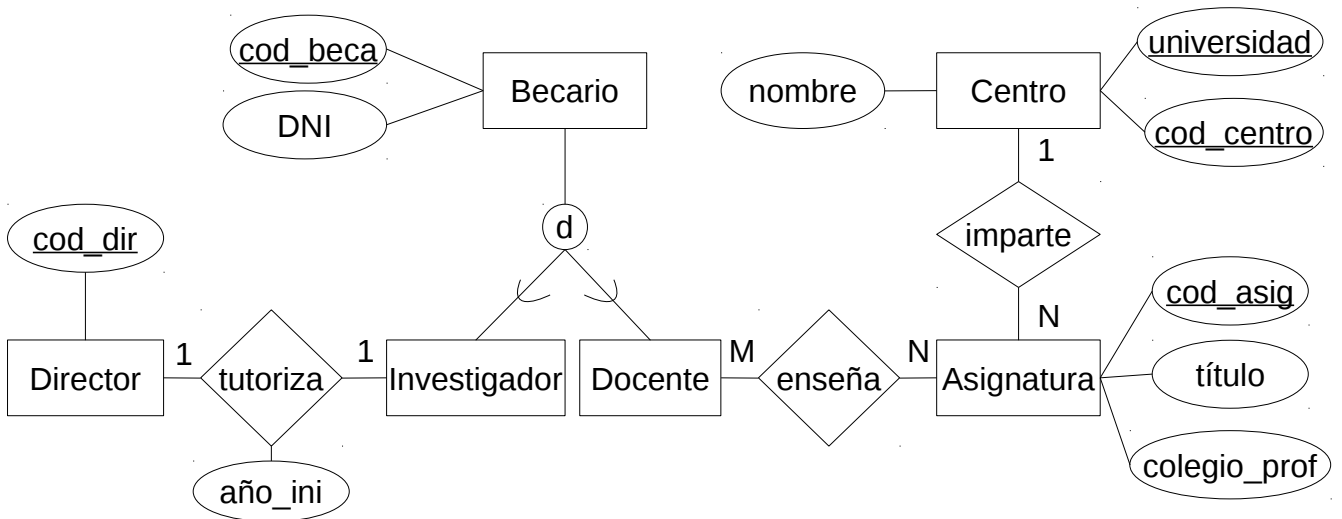 cod_beca
DNI
Becario
nombre
Centro
universidad
cod_centro
1
d
imparte
cod_dir
N
cod_asig
título
colegio_prof
Director
1
tutoriza
1
Investigador
Docente
M
enseña
N
Asignatura
año_ini